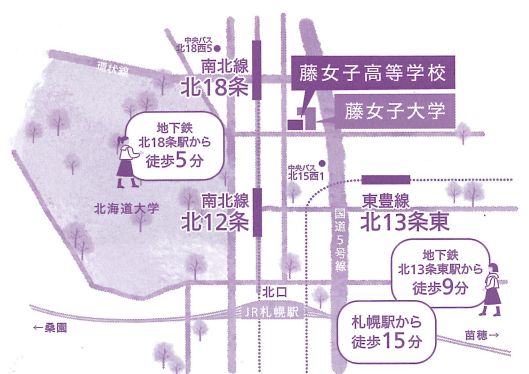 中央バス
北18西5
環状線
南北線
北18条
藤女子高等学校
藤女子大学
地下鉄
北18条駅から
徒歩5分
中央バス
北15西1
北海道大学
南北線
北12条
東豊線
北13条東
国道5号線
地下鉄
北13条東駅から
徒歩9分
北口
JR札幌駅
札幌駅から
徒歩15分
←桑園
苗穂→